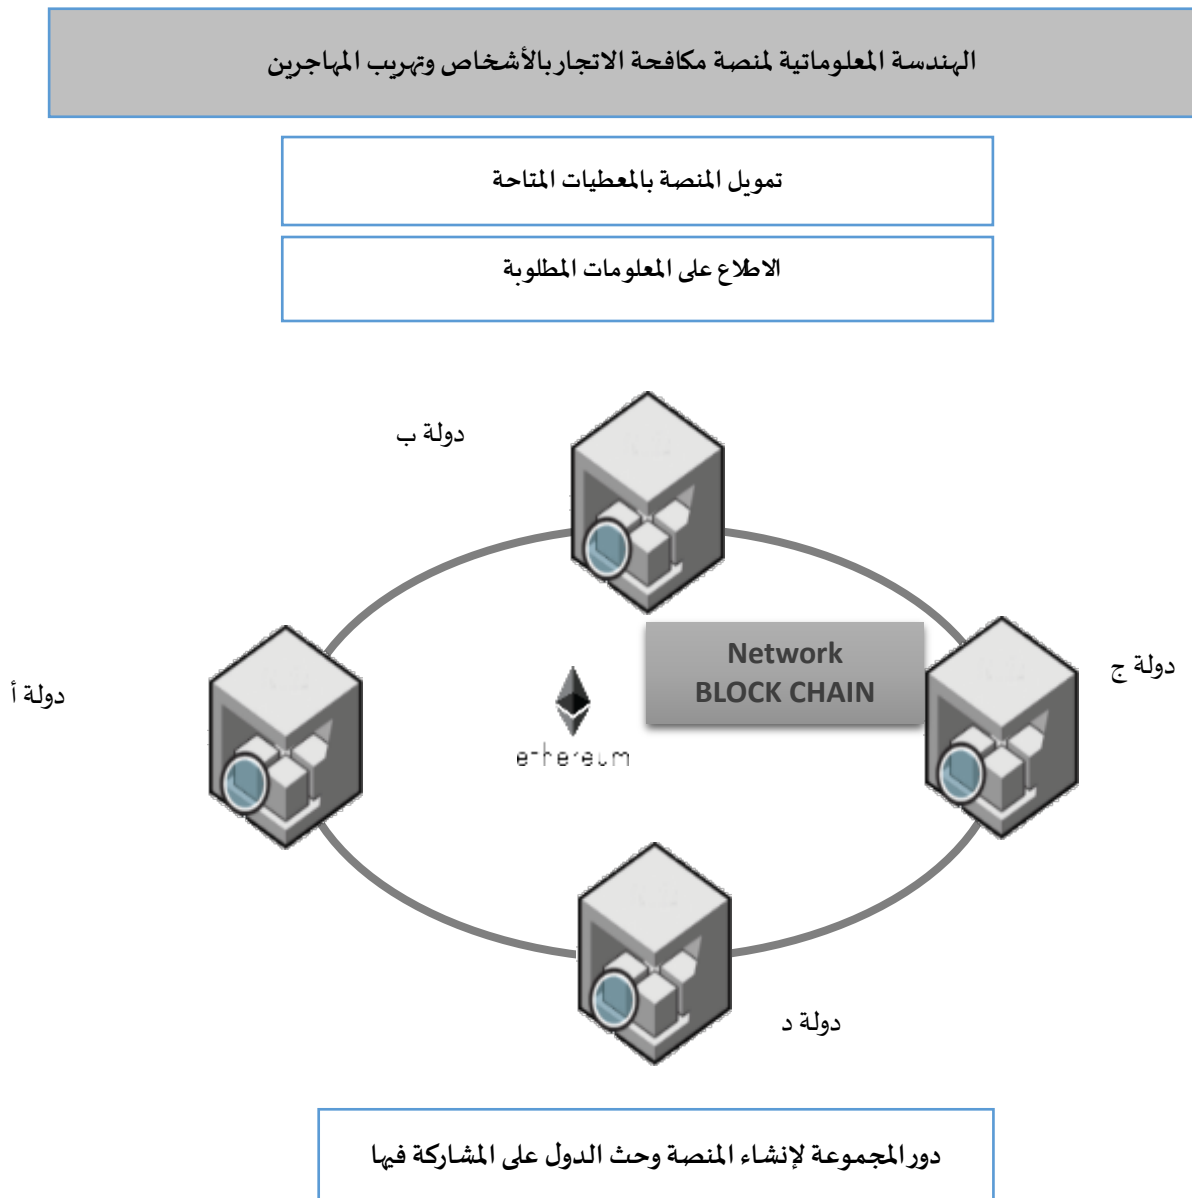 الهندسة المعلوماتية لمنصة مكافحة الاتجار بالأشخاص وتهريب المهاجرين
تمويل المنصة بالمعطيات المتاحة
الاطلاع على المعلومات المطلوبة
دولة ب
دولة ج
Network
BLOCK CHAIN
دولة أ
ethereum
دولة د
دور المجموعة لإنشاء المنصة وحث الدول على المشاركة فيها